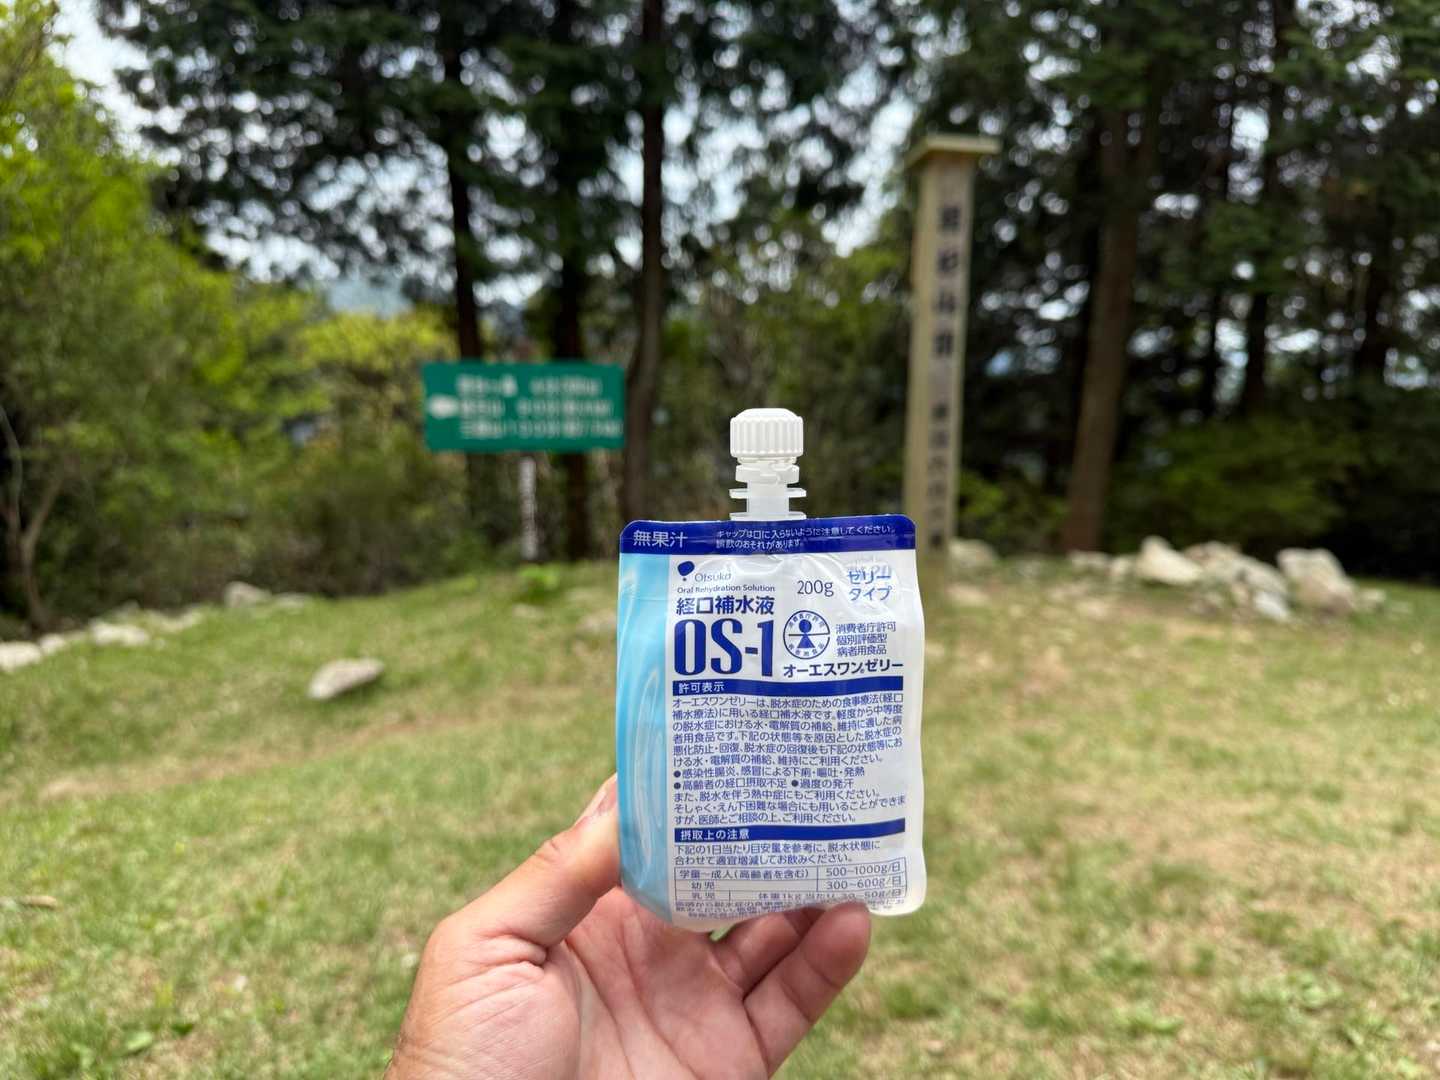 無果汁
キャップは口に入らないように注意してください。
誤飲のおそれがあります。
Otsuka
Oral Rehydration Solution
経口補水液
OS-1
200g
ゼリー
タイプ
消費者庁許可
個別評価型
病者用食品
オーエスワンゼリー
許可表示
オーエスワンゼリーは、脱水症のための食事療法(経口
補水療法)に用いる経口補水液です。軽度から中等度
の脱水症における水・電解質の補給、維持に適した病
者用食品です。下記の状態等を原因とした脱水症の
悪化防止・回復、脱水症の回復後も下記の状態等にお
ける水・電解質の補給、維持にご利用ください。
●感染性腸炎、感冒による下痢・嘔吐・発熱
●高齢者の経口摂取不足 ●過度の発汗
また、脱水を伴う熱中症にもご利用ください。
そしゃく・えん下困難な場合にも用いることができま
すが、医師とご相談の上、ご利用ください。
摂取上の注意
下記の1日当たり目安量を参考に、脱水状態に
合わせて適宜増減してお飲みください。
学童〜成人(高齢者を含む) 500〜1000g/日
幼児 300〜600g/日
乳児 体重1kg当たり 30〜50g/日